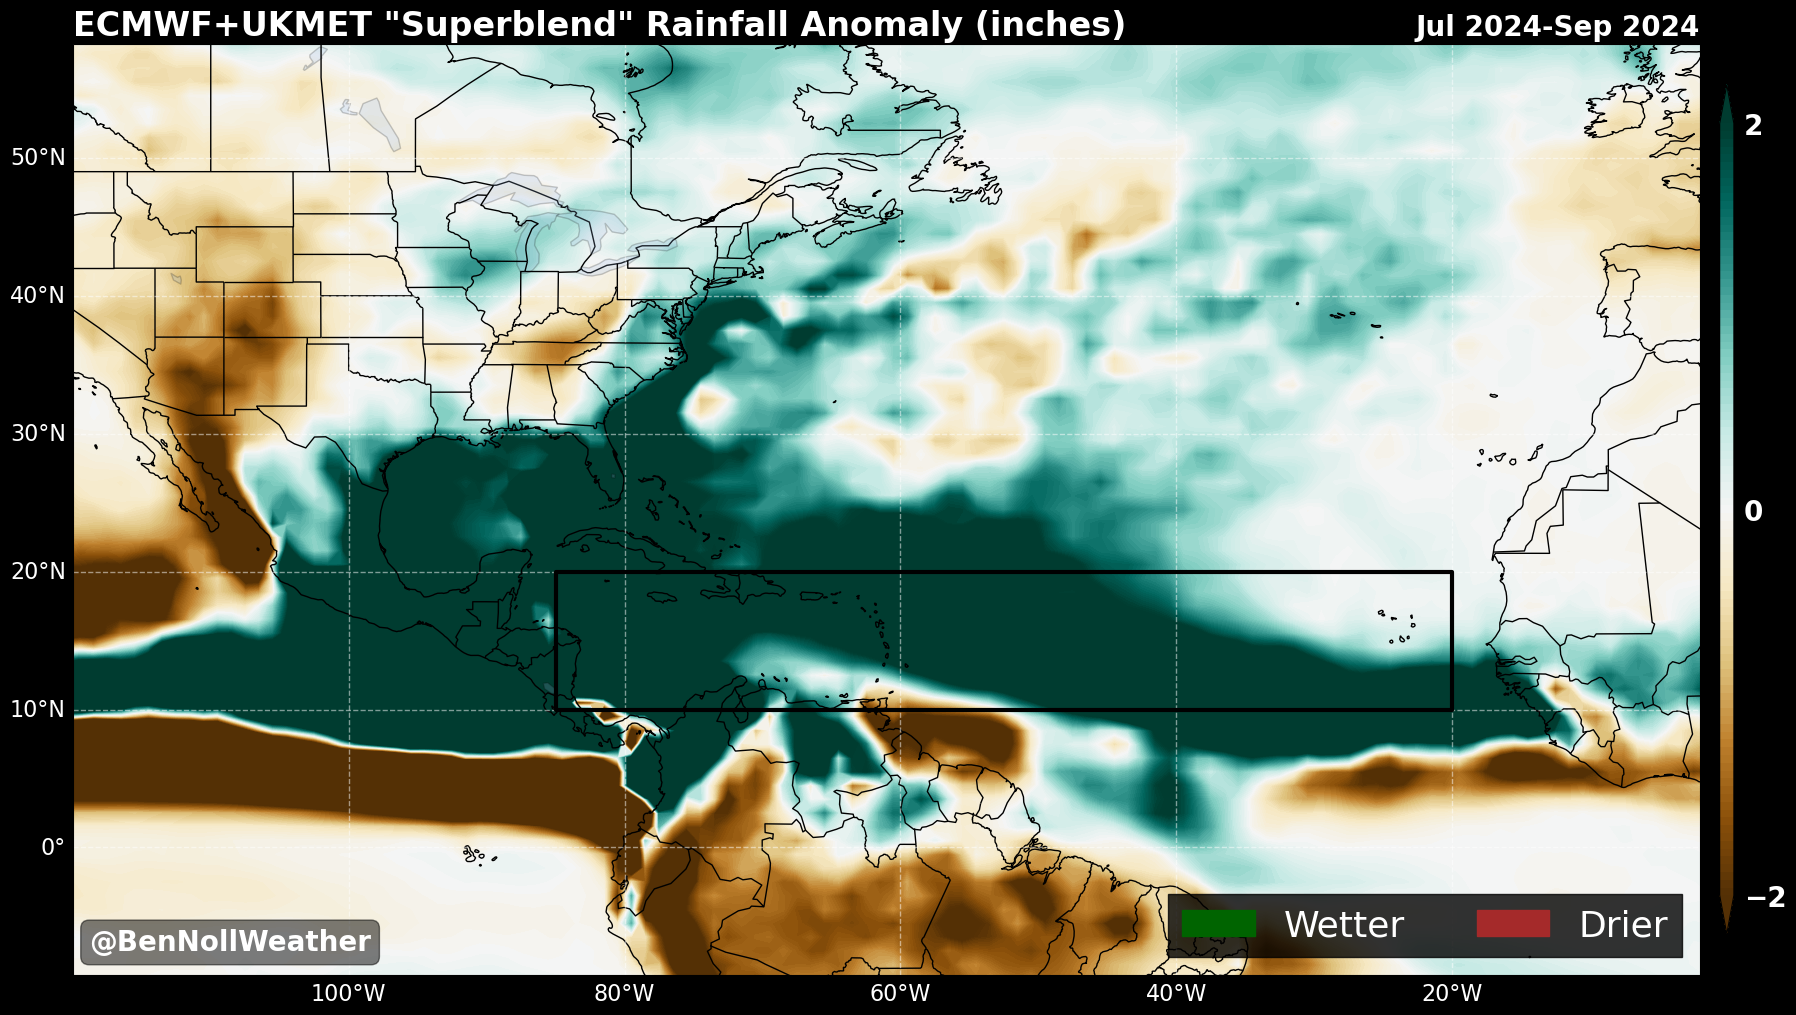 ECMWF+UKMET "Superblend" Rainfall Anomaly (inches)
Jul 2024-Sep 2024
50°N
40°N
30°N
20°N
10°N
0°
100°W
80°W
60°W
40°W
20°W
2
0
−2
@BenNollWeather
Wetter
Drier